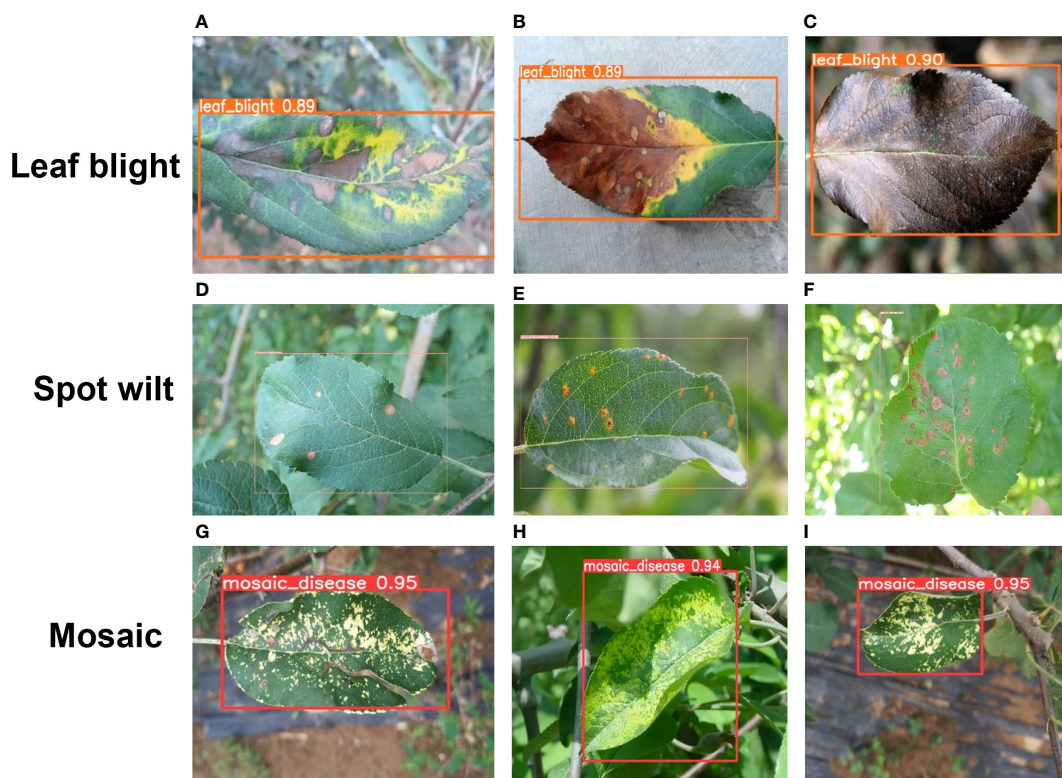 A
B
C
Leaf blight
leaf_blight 0.89
leaf_blight 0.89
leaf_blight 0.90
D
E
F
Spot wilt
G
H
I
Mosaic
mosaic_disease 0.95
mosaic_disease 0.94
mosaic_disease 0.95